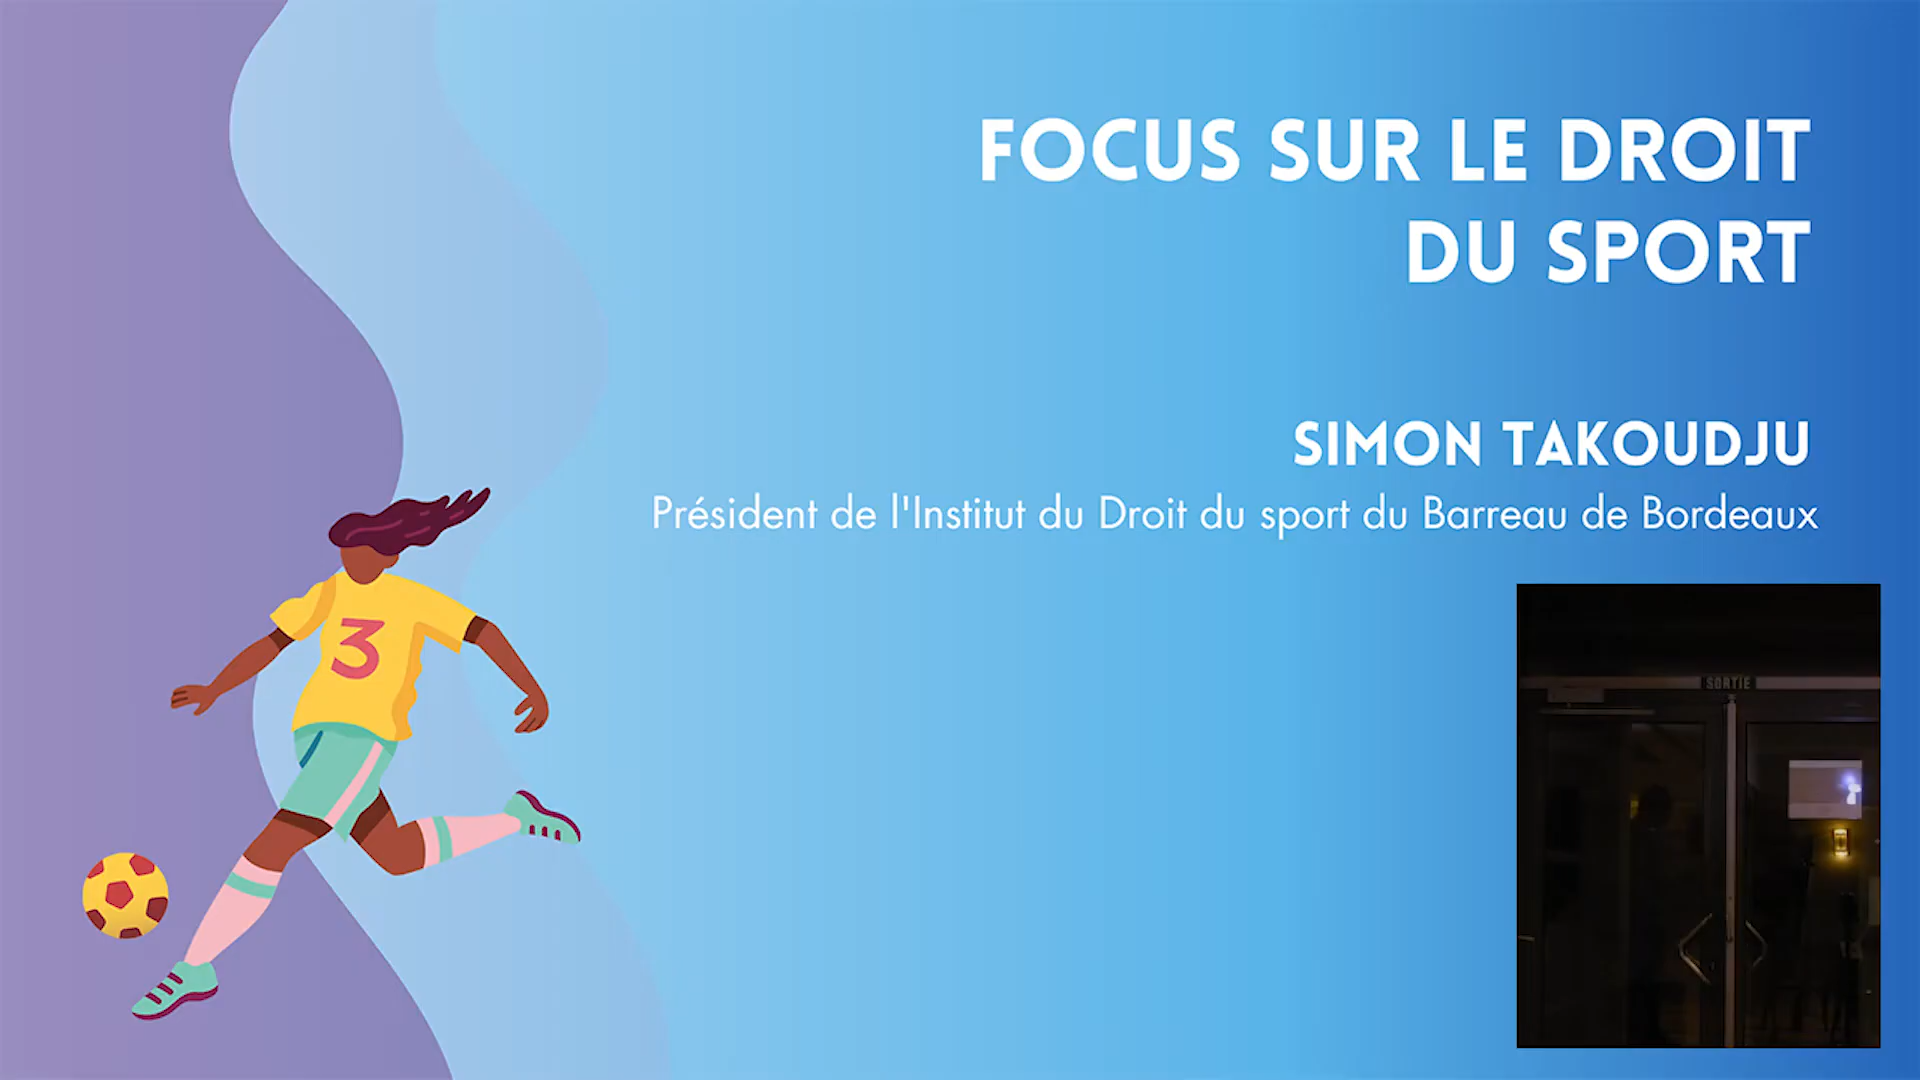 FOCUS SUR LE DROIT
DU SPORT
SIMON TAKOUDJU
Président de l'Institut du Droit du sport du Barreau de Bordeaux
3
SORTIE